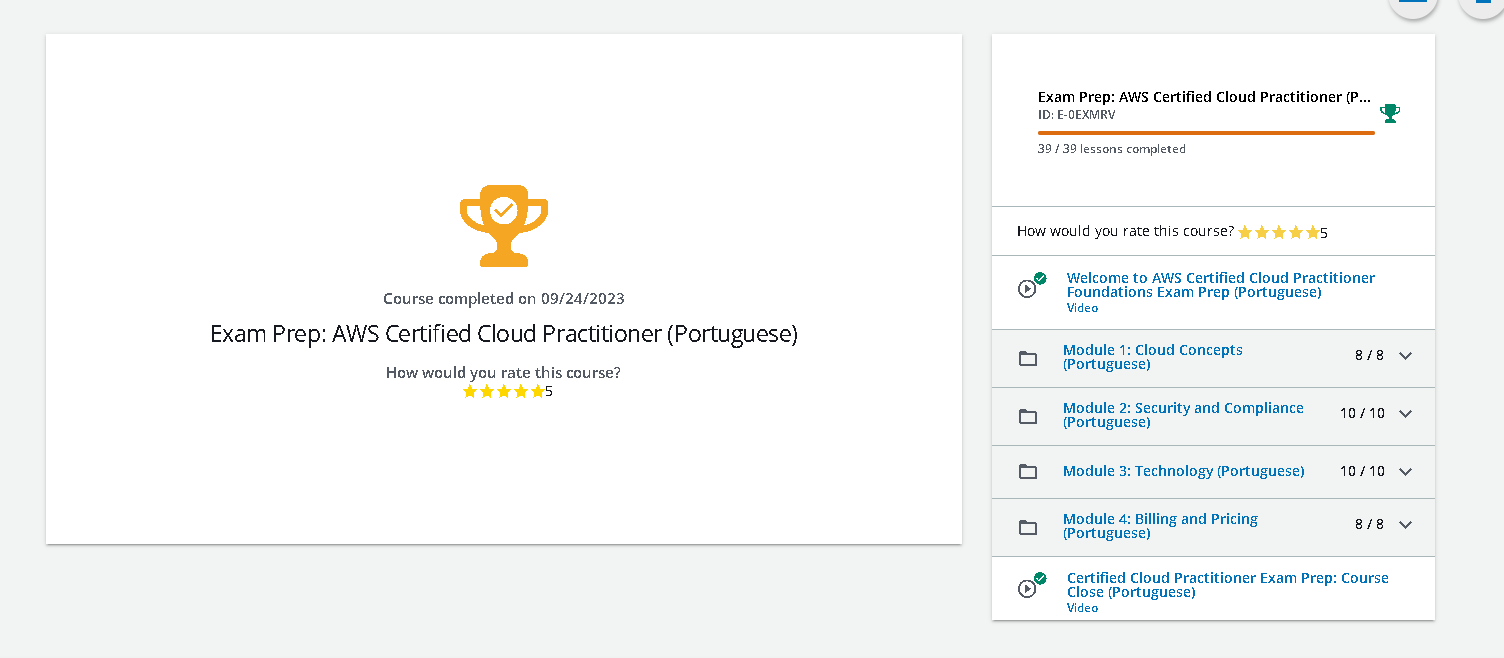 Course completed on 09/24/2023
Exam Prep: AWS Certified Cloud Practitioner (Portuguese)
How would you rate this course?
5
Exam Prep: AWS Certified Cloud Practitioner (P...
ID: E-0EXMRV
39 / 39 lessons completed
How would you rate this course? 5
Welcome to AWS Certified Cloud Practitioner
Foundations Exam Prep (Portuguese)
Video
Module 1: Cloud Concepts
(Portuguese)
8 / 8
Module 2: Security and Compliance
(Portuguese)
10 / 10
Module 3: Technology (Portuguese)
10 / 10
Module 4: Billing and Pricing
(Portuguese)
8 / 8
Certified Cloud Practitioner Exam Prep: Course
Close (Portuguese)
Video